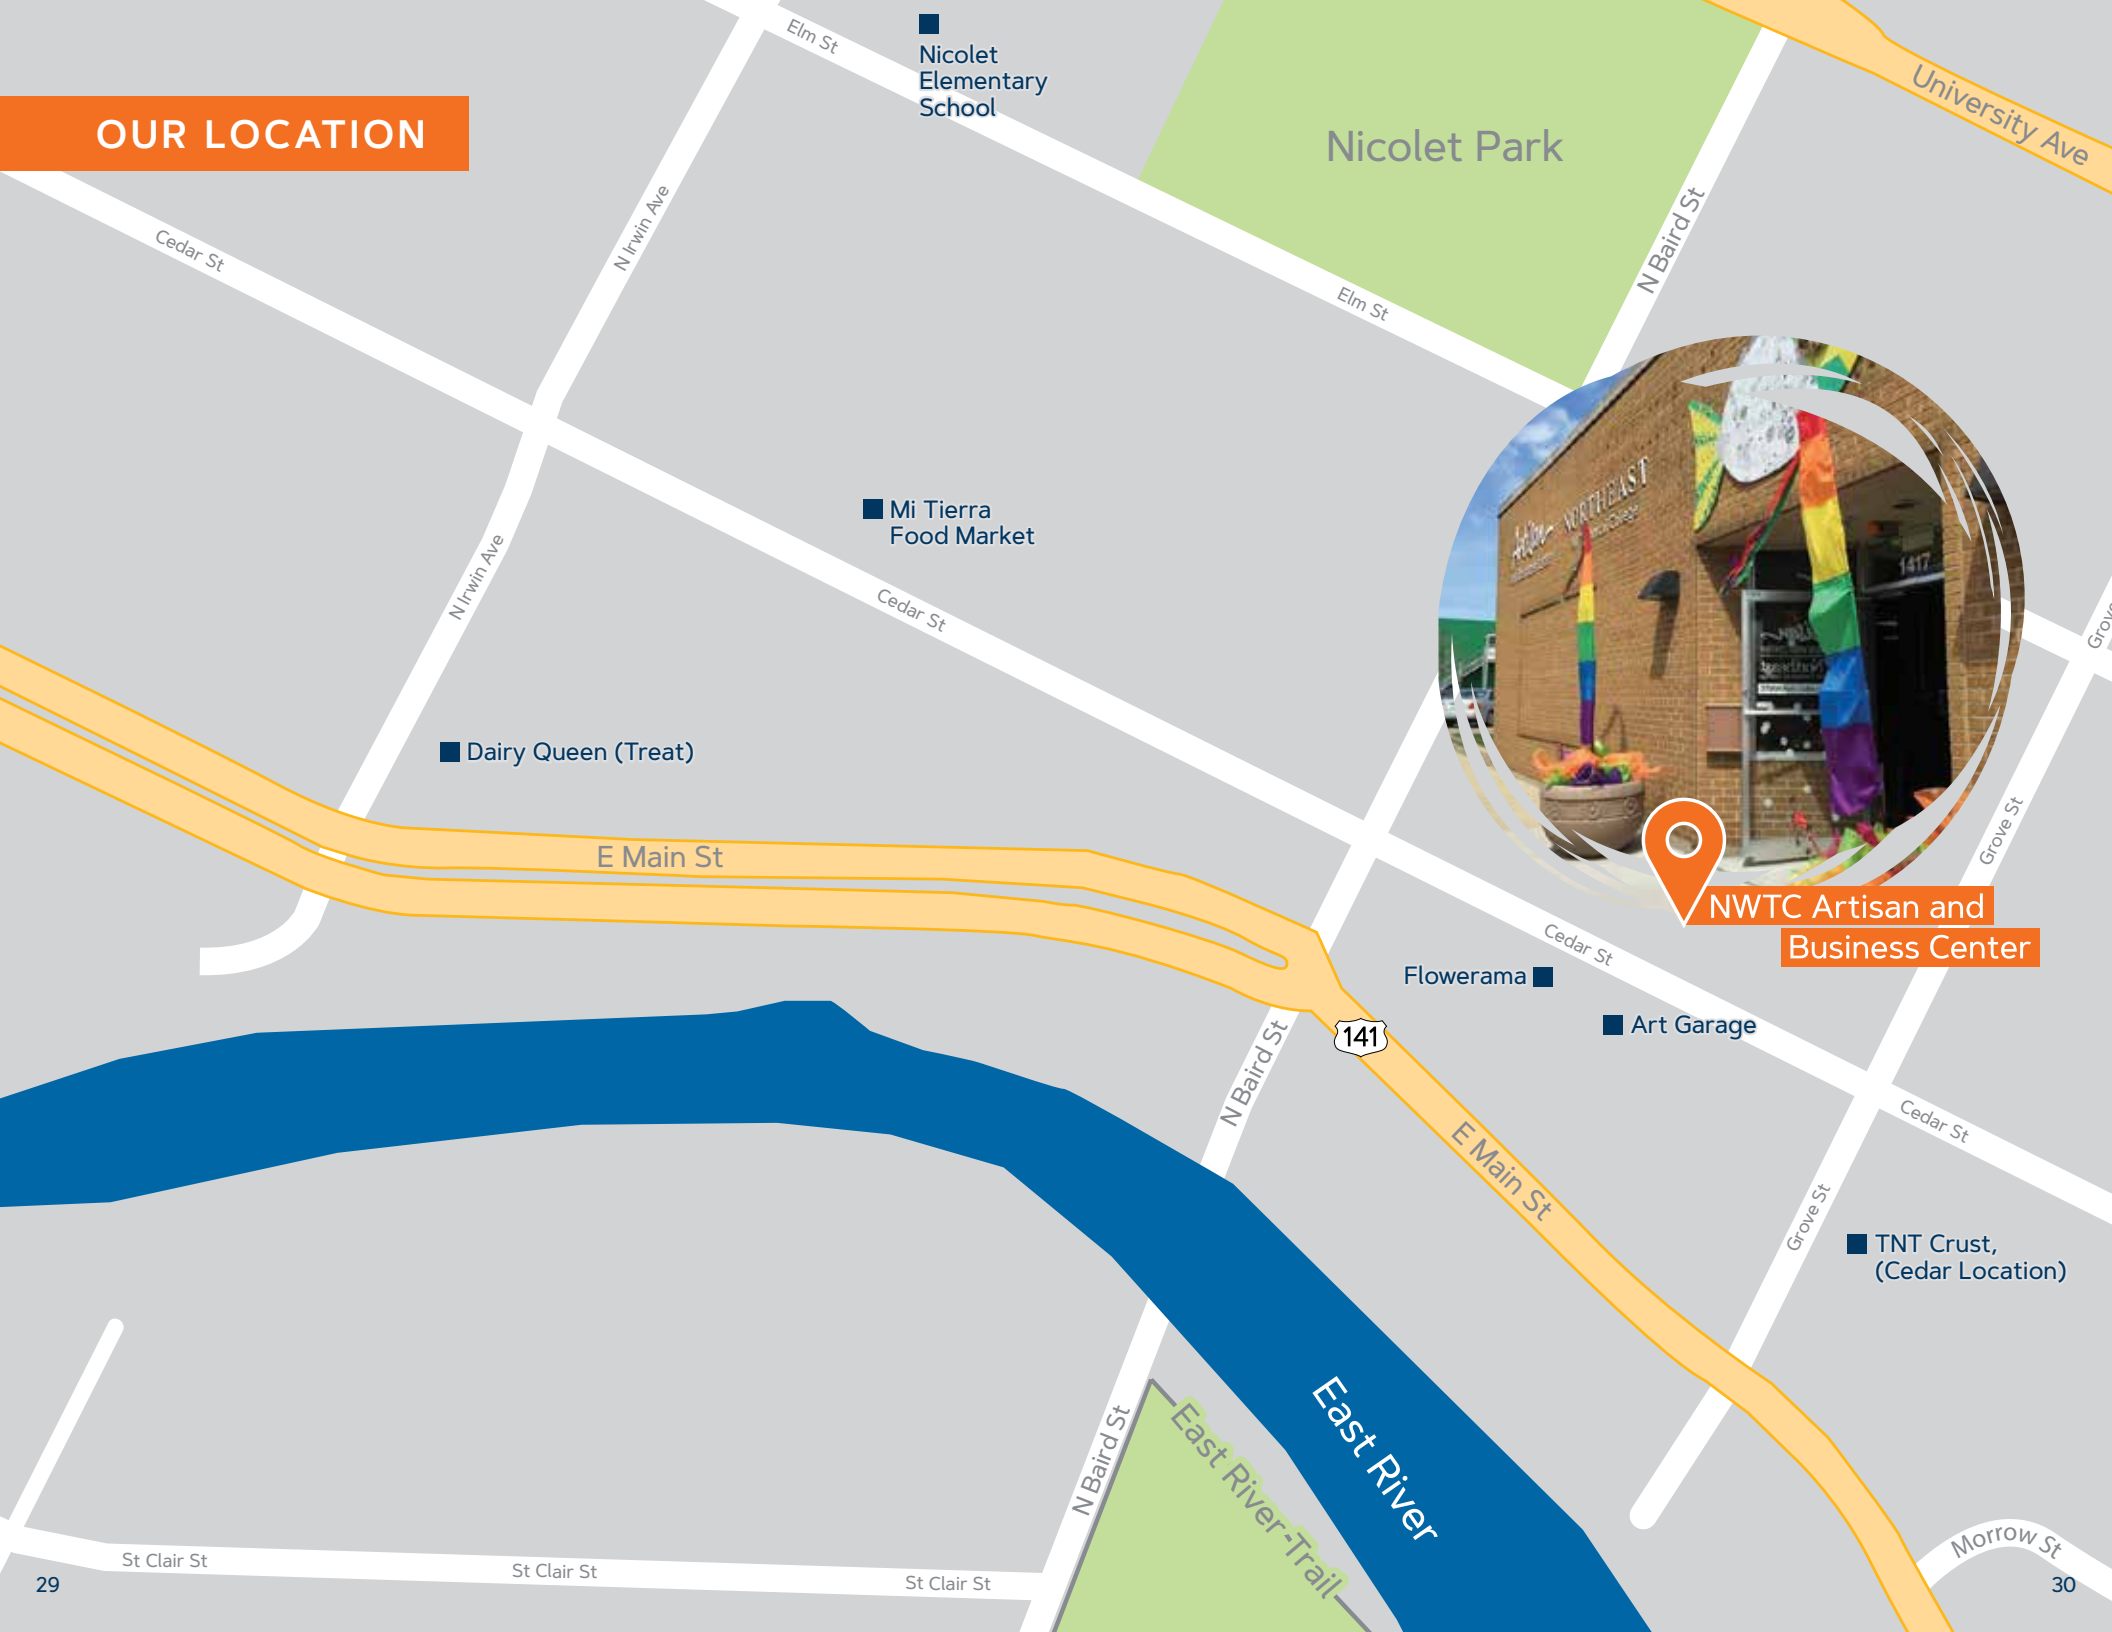 Elm St
Nicolet
Elementary
School
University Ave
OUR LOCATION
Nicolet Park
N Baird St
N Irwin Ave
Cedar St
Elm St
NORTHEAST
1417
Mi Tierra
Food Market
N Irwin Ave
Cedar St
Dairy Queen (Treat)
Grove St
E Main St
NWTC Artisan and
Business Center
Cedar St
Flowerama
Art Garage
141
N Baird St
E Main St
Cedar St
Grove St
TNT Crust,
(Cedar Location)
East River
N Baird St
East River-Trail
Morrow St
St Clair St
St Clair St
St Clair St
29
30